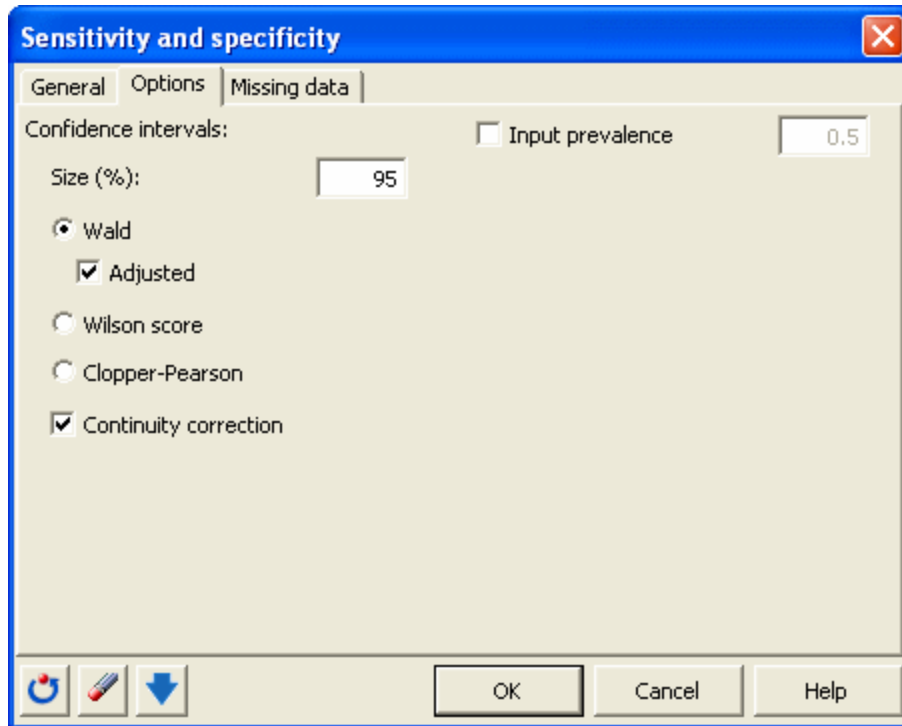 Sensitivity and specificity
General Options Missing data
Confidence intervals:
Input prevalence 0.5
Size (%): 95
Wald
Adjusted
Wilson score
Clopper-Pearson
Continuity correction
OK Cancel Help